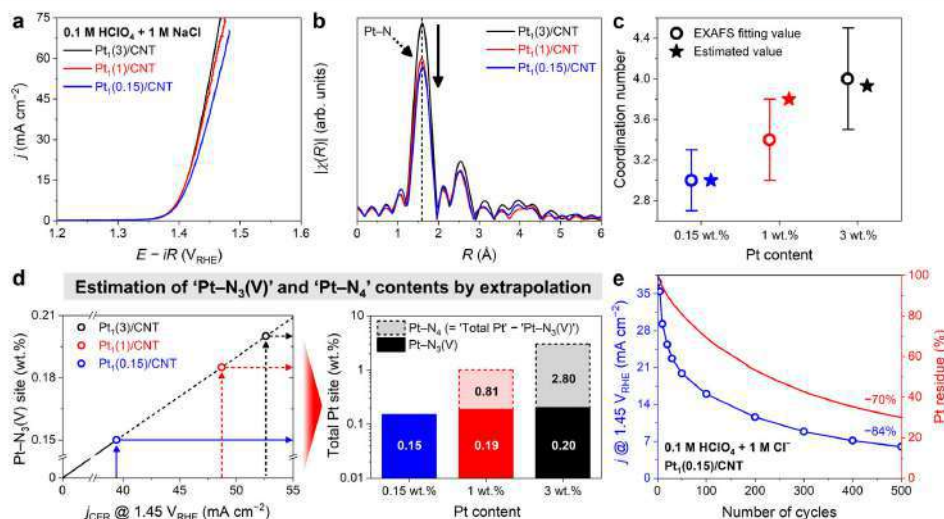 a
0.1 M HClO₄ + 1 M NaCl
Pt₁(3)/CNT
Pt₁(1)/CNT
Pt₁(0.15)/CNT
j (mA cm⁻²)
75
60
45
30
15
0
1.2 1.3 1.4 1.5 1.6
E − iR (V_RHE)
b
Pt–N
Pt₁(3)/CNT
Pt₁(1)/CNT
Pt₁(0.15)/CNT
|χ(R)| (arb. units)
0 1 2 3 4 5 6
R (Å)
c
EXAFS fitting value
Estimated value
Coordination number
4.4
4.0
3.6
3.2
2.8
0.15 wt.% 1 wt.% 3 wt.%
Pt content
d
Estimation of 'Pt–N₃(V)' and 'Pt–N₄' contents by extrapolation
Pt₁(3)/CNT
Pt₁(1)/CNT
Pt₁(0.15)/CNT
Pt–N₃(V) site (wt.%)
0.21
0.18
0.15
0
0 40 45 50 55
j_CER @ 1.45 V_RHE (mA cm⁻²)
Pt–N₄ (= 'Total Pt' − 'Pt–N₃(V)')
Pt–N₃(V)
Total Pt site (wt.%)
1
0.1
0.01
0.81
2.80
0.15
0.19
0.20
0.15 wt.% 1 wt.% 3 wt.%
Pt content
e
j @ 1.45 V_RHE (mA cm⁻²)
35
28
21
14
7
0
Pt residue (%)
100
80
60
40
20
0
−70%
−84%
0.1 M HClO₄ + 1 M Cl⁻
Pt₁(0.15)/CNT
0 100 200 300 400 500
Number of cycles